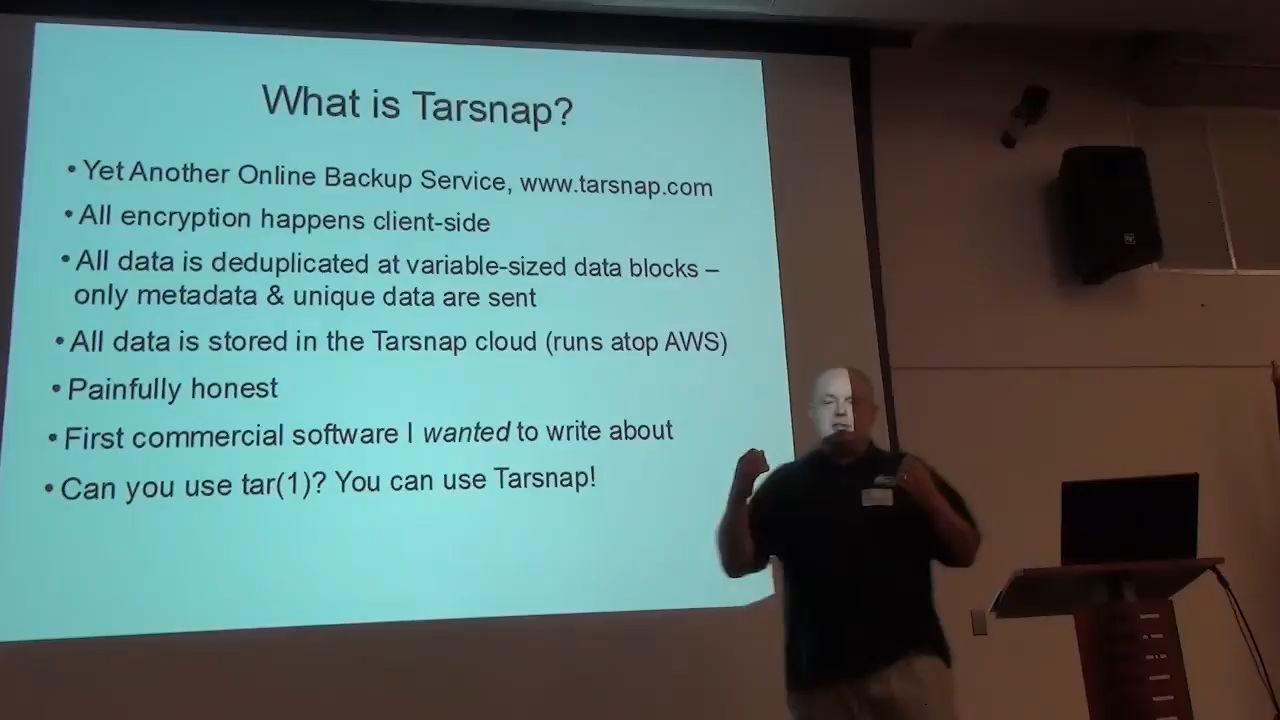 What is Tarsnap?
• Yet Another Online Backup Service, www.tarsnap.com
• All encryption happens client-side
• All data is deduplicated at variable-sized data blocks –
only metadata & unique data are sent
• All data is stored in the Tarsnap cloud (runs atop AWS)
• Painfully honest
• First commercial software I wanted to write about
• Can you use tar(1)? You can use Tarsnap!